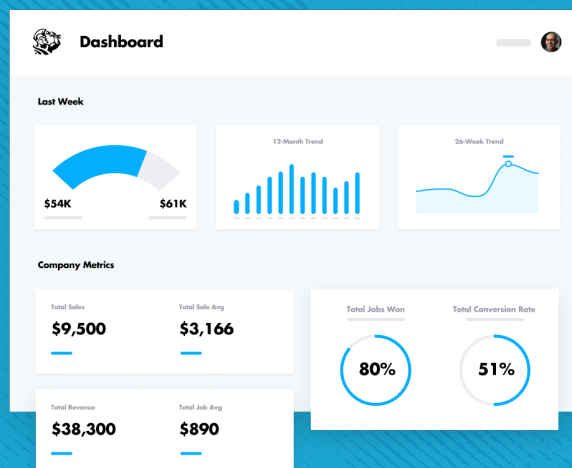 Dashboard
Last Week
$54K
$61K
12-Month Trend
26-Week Trend
Company Metrics
Total Sales
Total Sale Avg
$9,500
$3,166
Total Jobs Won
Total Conversion Rate
80%
51%
Total Revenue
Total Job Avg
$38,300
$890